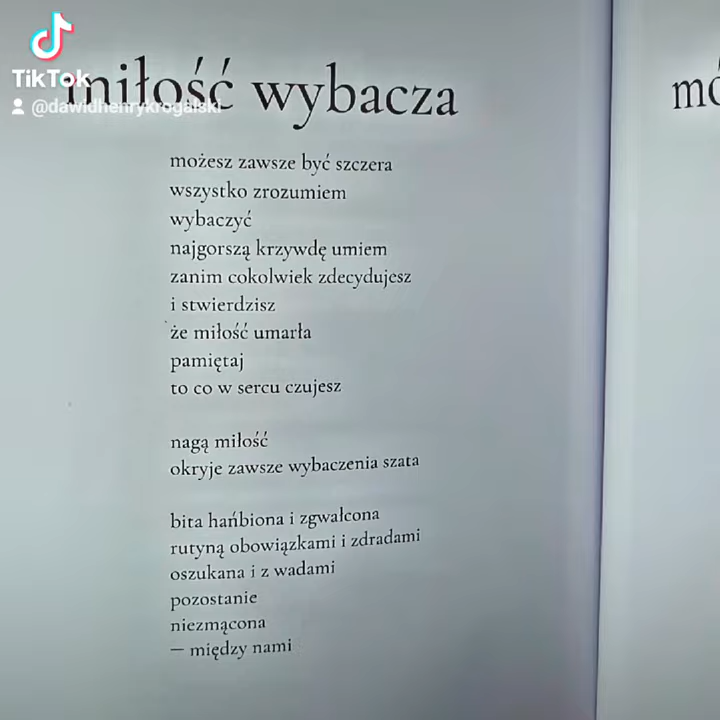 TikTok
@dawidhenrykrogalski
miłość wybacza
możesz zawsze być szczera
wszystko zrozumiem
wybaczyć
najgorszą krzywdę umiem
zanim cokolwiek zdecydujesz
i stwierdzisz
że miłość umarła
pamiętaj
to co w sercu czujesz
nagą miłość
okryje zawsze wybaczenia szata
bita hańbiona i zgwałcona
rutyną obowiązkami i zdradami
oszukana i z wadami
pozostanie
niezmącona
— między nami